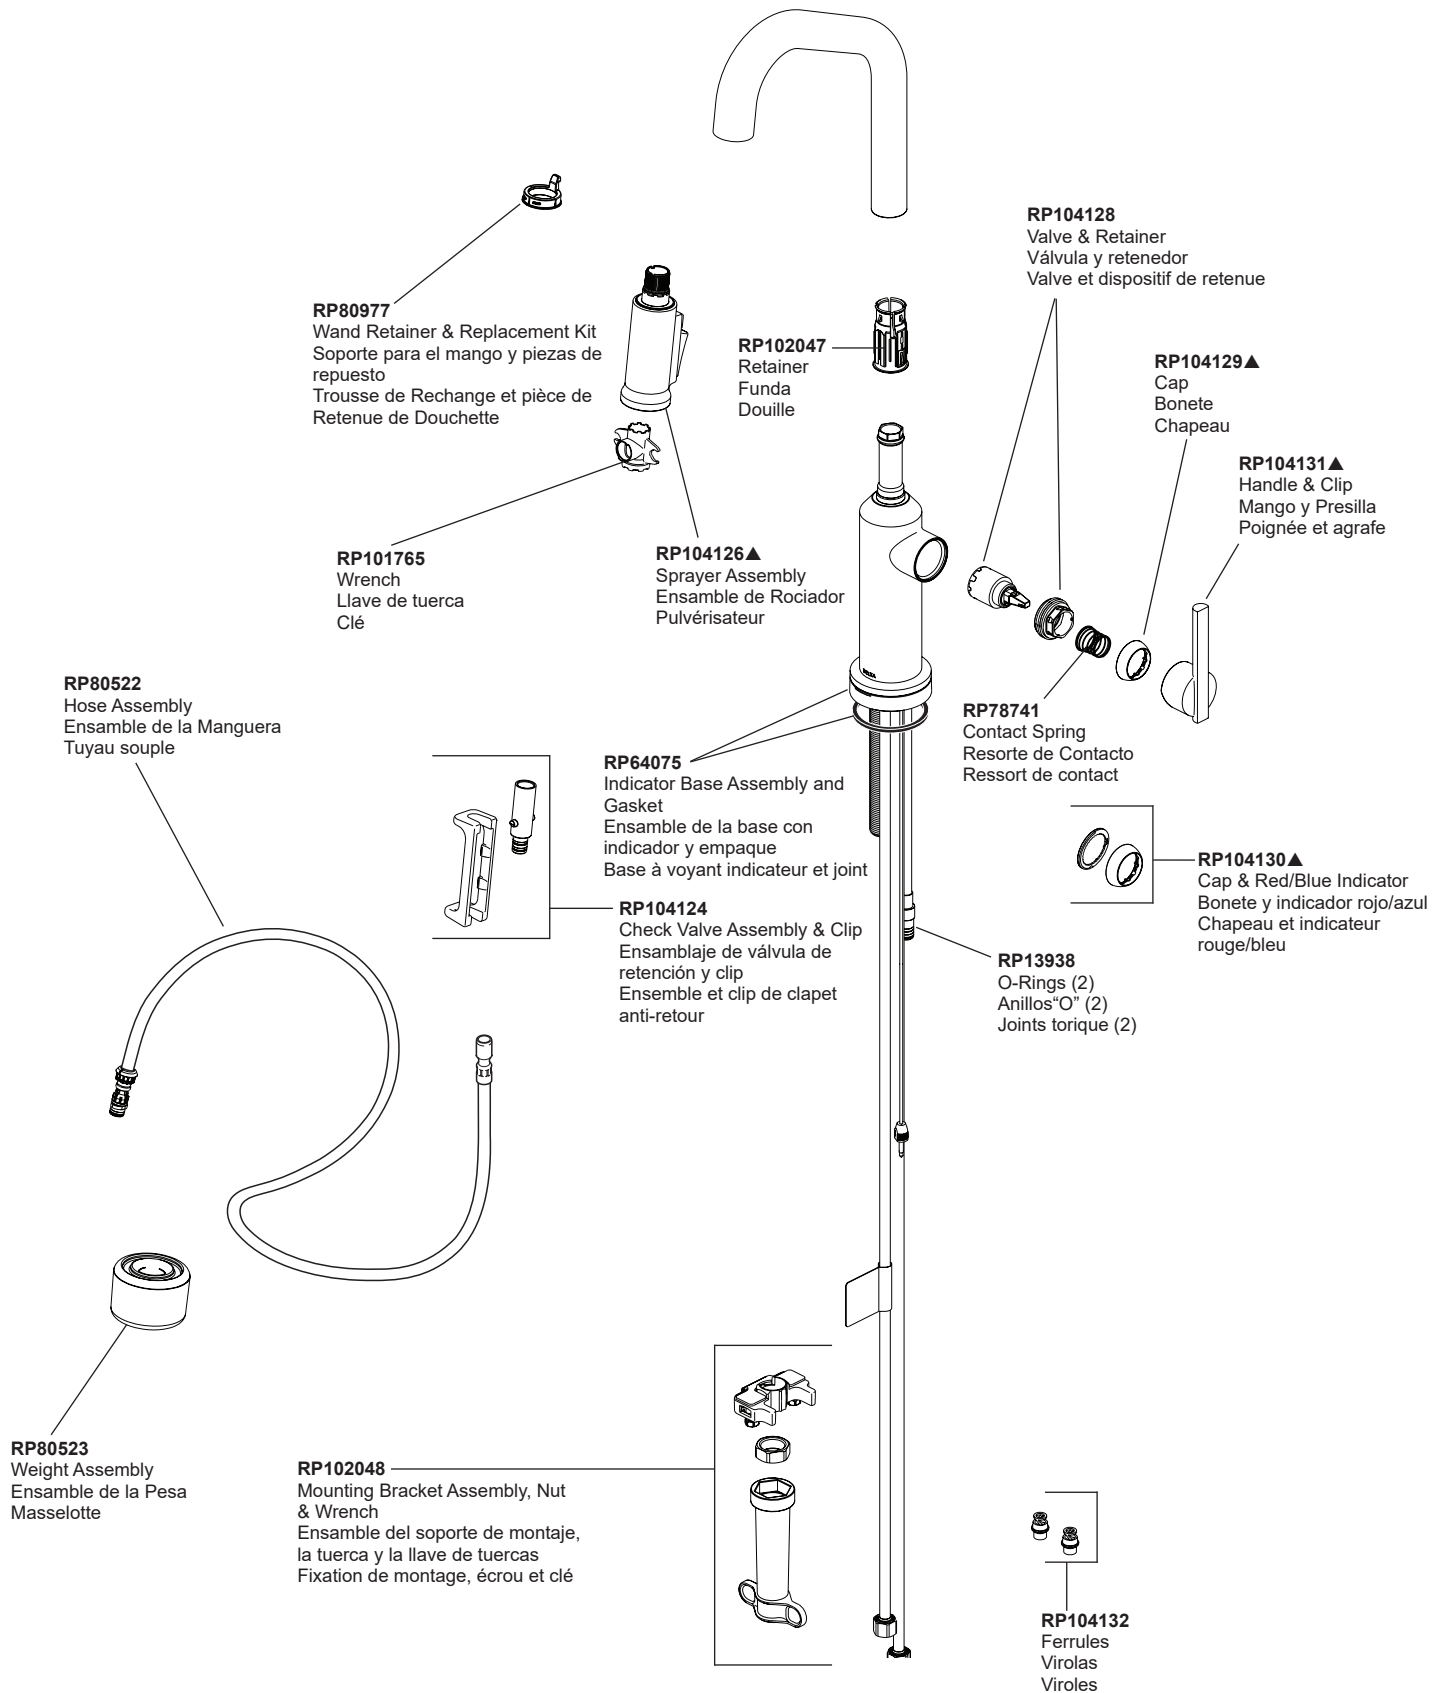 RP104128
Valve & Retainer
Válvula y retenedor
Valve et dispositif de retenue
RP80977
Wand Retainer & Replacement Kit
Soporte para el mango y piezas de
repuesto
Trousse de Rechange et pièce de
Retenue de Douchette
RP102047
Retainer
Funda
Douille
RP104129▲
Cap
Bonete
Chapeau
RP104131▲
Handle & Clip
Mango y Presilla
Poignée et agrafe
RP101765
Wrench
Llave de tuerca
Clé
RP104126▲
Sprayer Assembly
Ensamble de Rociador
Pulvérisateur
DELTA
RP80522
Hose Assembly
Ensamble de la Manguera
Tuyau souple
RP78741
Contact Spring
Resorte de Contacto
Ressort de contact
RP64075
Indicator Base Assembly and
Gasket
Ensamble de la base con
indicador y empaque
Base à voyant indicateur et joint
RP104130▲
Cap & Red/Blue Indicator
Bonete y indicador rojo/azul
Chapeau et indicateur
rouge/bleu
RP104124
Check Valve Assembly & Clip
Ensamblaje de válvula de
retención y clip
Ensemble et clip de clapet
anti-retour
RP13938
O-Rings (2)
Anillos“O” (2)
Joints torique (2)
RP80523
Weight Assembly
Ensamble de la Pesa
Masselotte
RP102048
Mounting Bracket Assembly, Nut
& Wrench
Ensamble del soporte de montaje,
la tuerca y la llave de tuercas
Fixation de montage, écrou et clé
RP104132
Ferrules
Virolas
Viroles